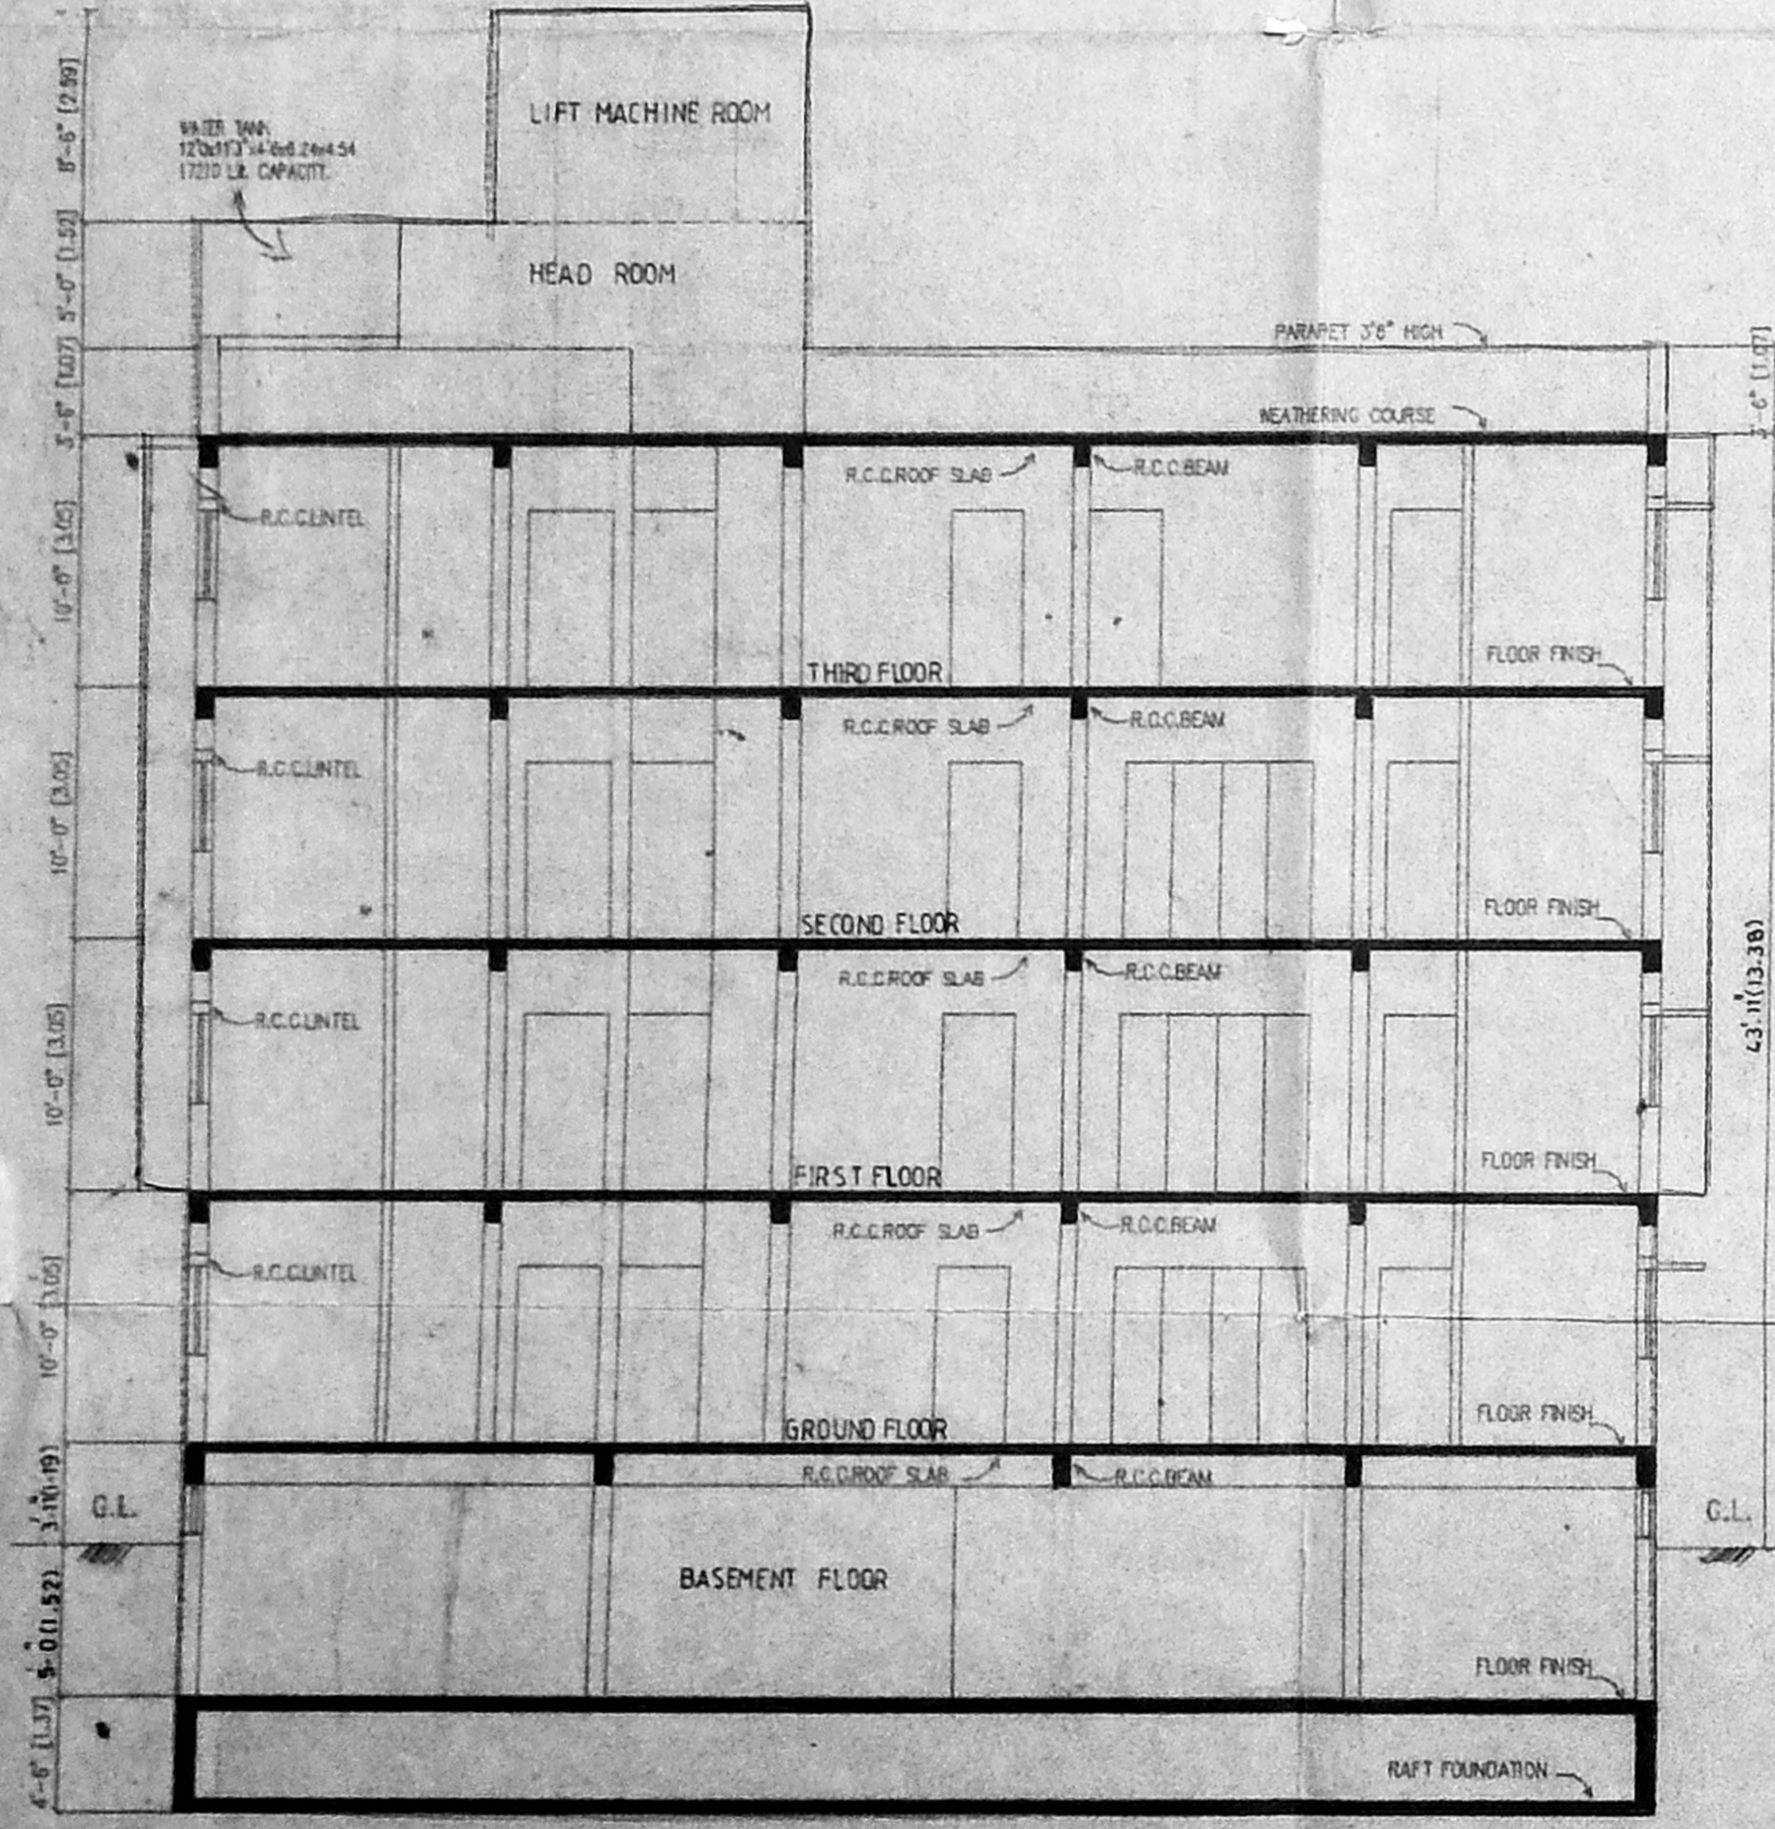 LIFT MACHINE ROOM
8'-6" [2.59]
WATER TANK
17210 Lit. CAPACITY.
5'-0" [1.52]
HEAD ROOM
PARAPET 3'6" HIGH
3'-6" [1.07]
3'-6" [1.07]
WEATHERING COURSE
R.C.C.ROOF SLAB
R.C.C.BEAM
R.C.C.LINTEL
10'-0" [3.05]
THIRD FLOOR
FLOOR FINISH
R.C.C.ROOF SLAB
R.C.C.BEAM
R.C.C.LINTEL
10'-0" [3.05]
SECOND FLOOR
FLOOR FINISH
43'.11"(13.38)
R.C.C.ROOF SLAB
R.C.C.BEAM
R.C.C.LINTEL
10'-0" [3.05]
FIRST FLOOR
FLOOR FINISH
R.C.C.ROOF SLAB
R.C.C.BEAM
R.C.C.LINTEL
10'-0" [3.05]
GROUND FLOOR
FLOOR FINISH
R.C.C.ROOF SLAB
R.C.C.BEAM
3'.11"(1.19)
G.L.
G.L.
BASEMENT FLOOR
5'-0"(1.52)
FLOOR FINISH
4'-6" [1.37]
RAFT FOUNDATION